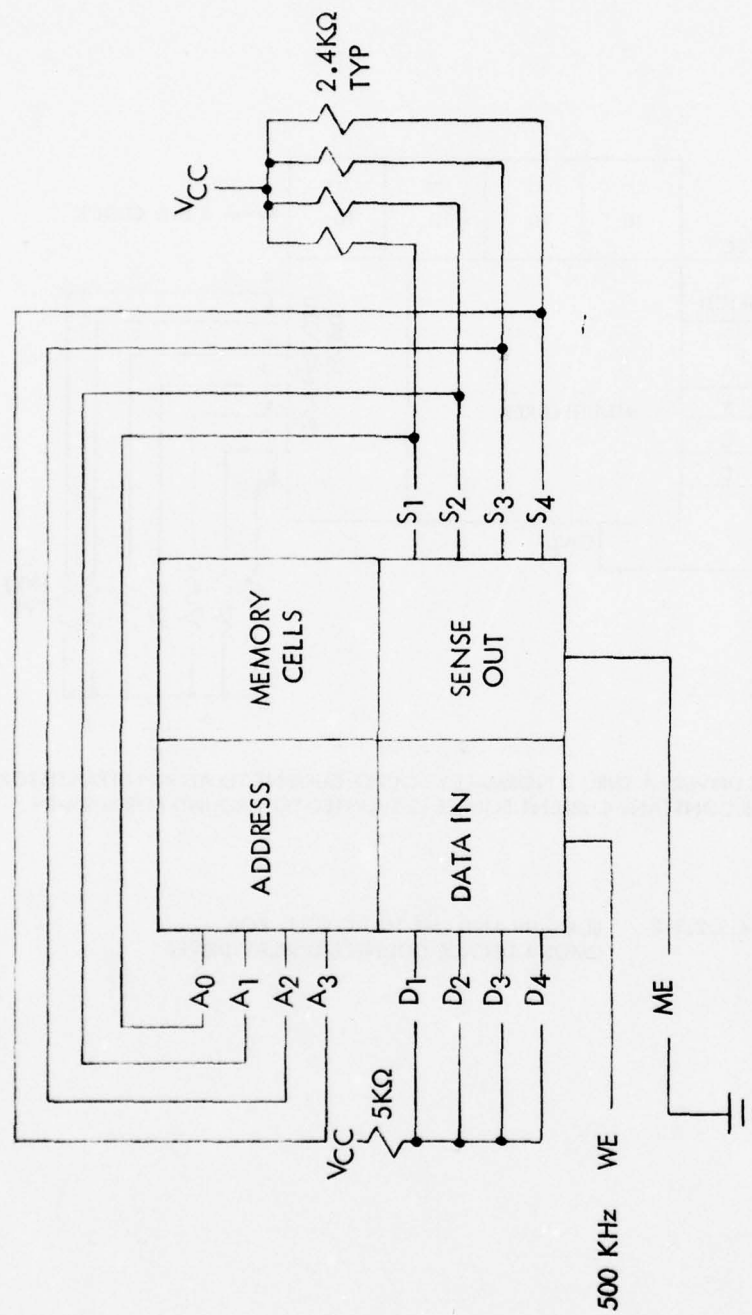 VCC
2.4KΩ
TYP
A0
A1
A2
A3
ADDRESS
MEMORY
CELLS
VCC
5KΩ
D1
D2
D3
D4
DATA IN
SENSE
OUT
S1
S2
S3
S4
500 KHz WE
ME